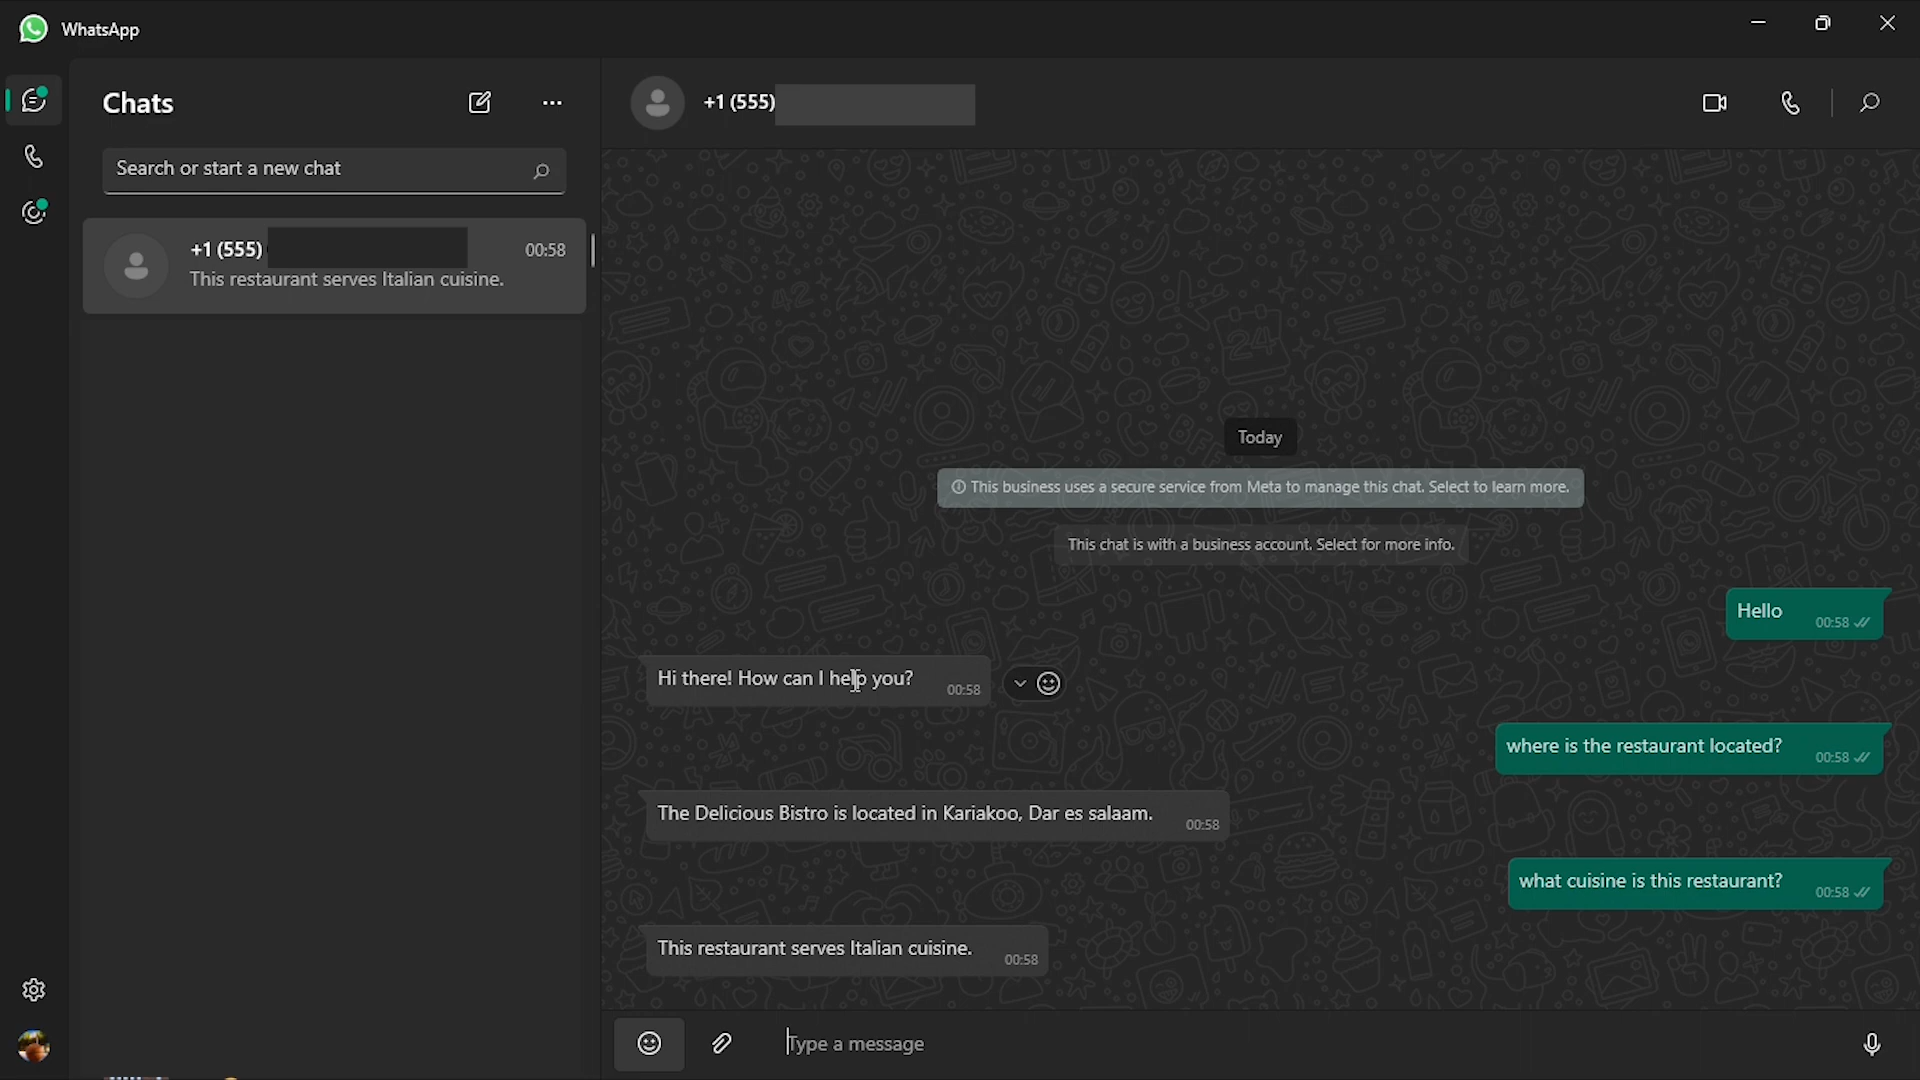 WhatsApp
Chats
Search or start a new chat
+1 (555)
00:58
This restaurant serves Italian cuisine.
+1 (555)
Today
This business uses a secure service from Meta to manage this chat. Select to learn more.
This chat is with a business account. Select for more info.
Hello
00:58
Hi there! How can I help you?
00:58
where is the restaurant located?
00:58
The Delicious Bistro is located in Kariakoo, Dar es salaam.
00:58
what cuisine is this restaurant?
00:58
This restaurant serves Italian cuisine.
00:58
Type a message